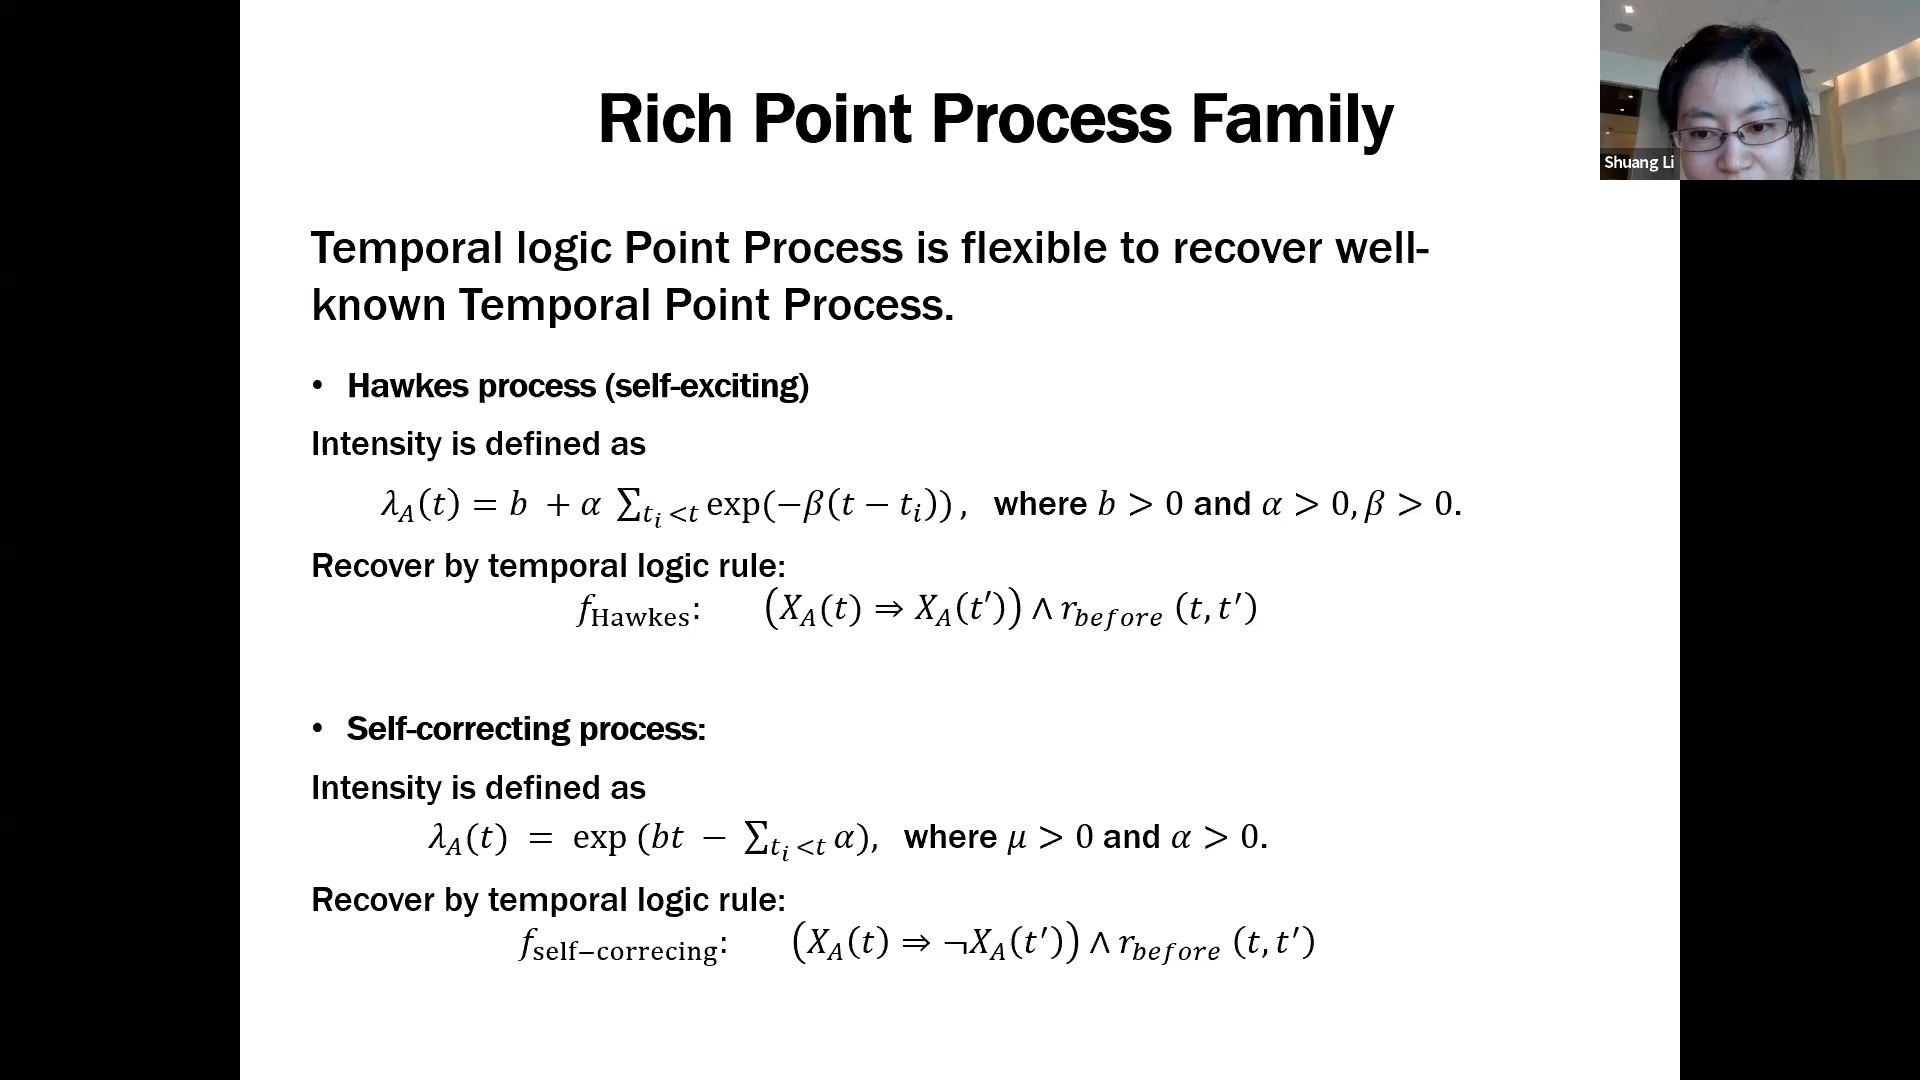 Rich Point Process Family
Shuang Li
Temporal logic Point Process is flexible to recover well-
known Temporal Point Process.
• Hawkes process (self-exciting)
Intensity is defined as
λ_A(t) = b + α ∑_{t_i<t} exp(−β(t − t_i)), where b > 0 and α > 0, β > 0.
Recover by temporal logic rule:
f_Hawkes: (X_A(t) ⇒ X_A(t′)) ∧ r_before (t, t′)
• Self-correcting process:
Intensity is defined as
λ_A(t) = exp (bt − ∑_{t_i<t} α), where μ > 0 and α > 0.
Recover by temporal logic rule:
f_self−correcing: (X_A(t) ⇒ ¬X_A(t′)) ∧ r_before (t, t′)